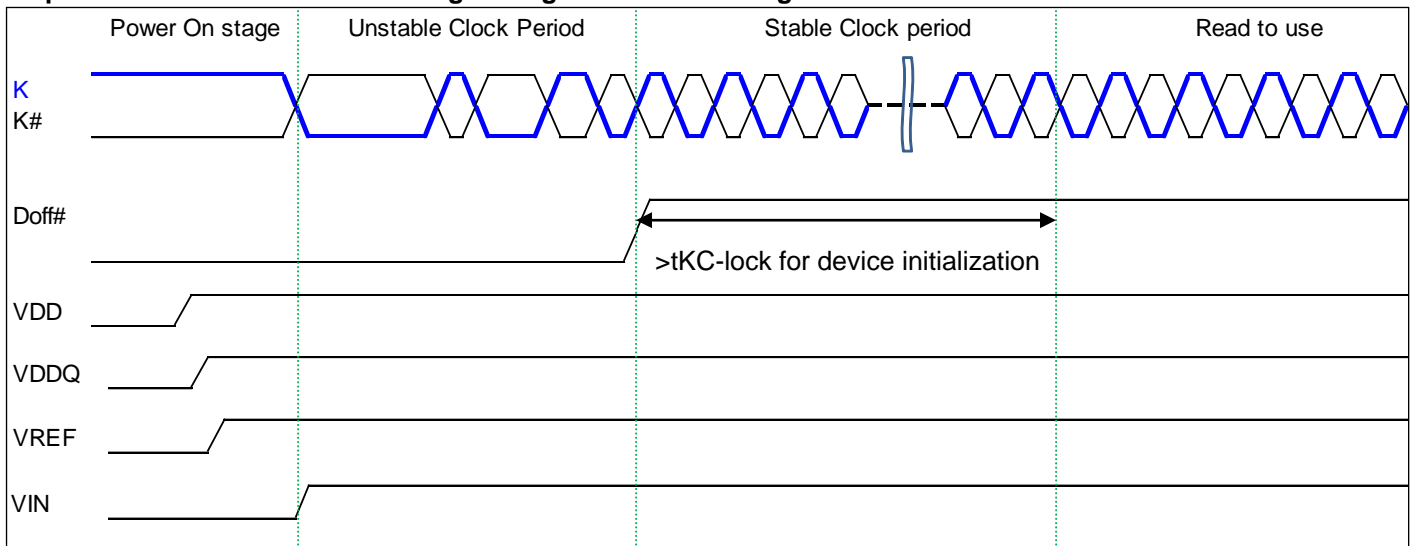 Power On stage
Unstable Clock Period
Stable Clock period
Read to use
K
K#
Doff#
>tKC-lock for device initialization
VDD
VDDQ
VREF
VIN